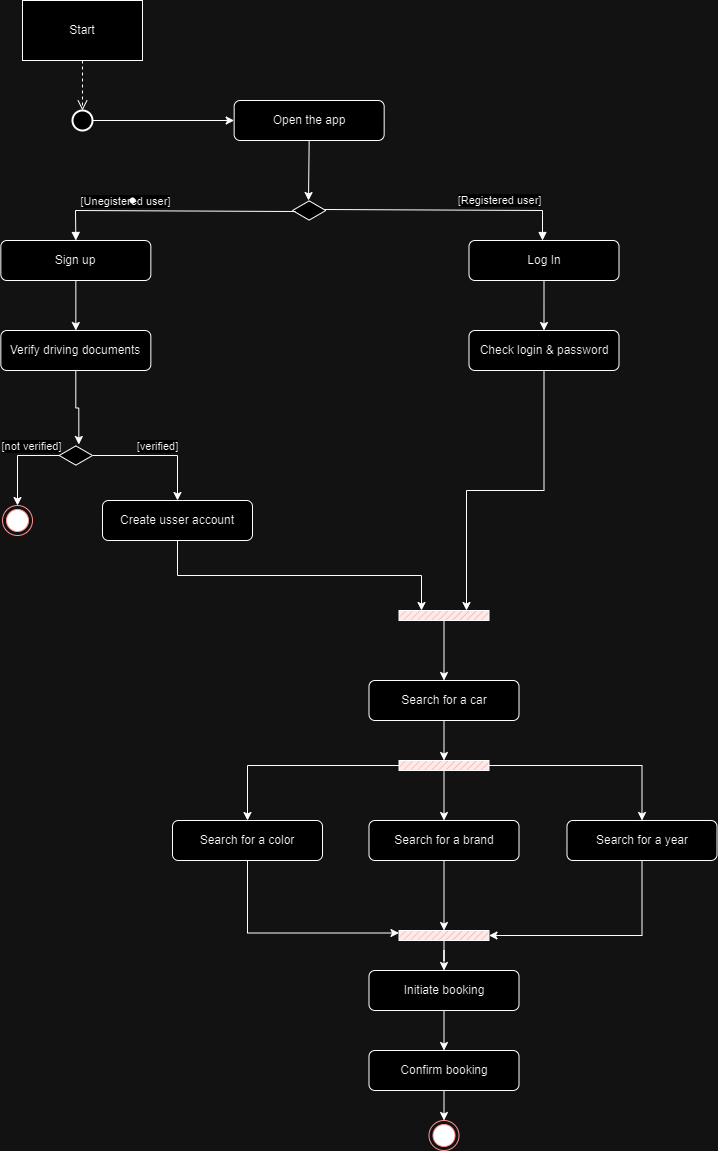 Start
Open the app
[Unegistered user]
[Registered user]
Sign up
Log In
Verify driving documents
Check login & password
[not verified]
[verified]
Create usser account
Search for a car
Search for a color
Search for a brand
Search for a year
Initiate booking
Confirm booking